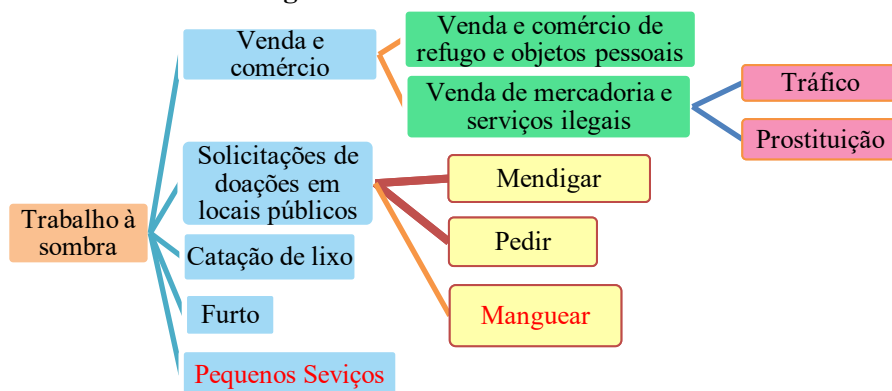 Venda e
comércio
Venda e comércio de
refugo e objetos pessoais
Venda de mercadoria e
serviços ilegais
Tráfico
Prostituição
Solicitações de
doações em
locais públicos
Mendigar
Pedir
Manguear
Trabalho à
sombra
Catação de lixo
Furto
Pequenos Seviços